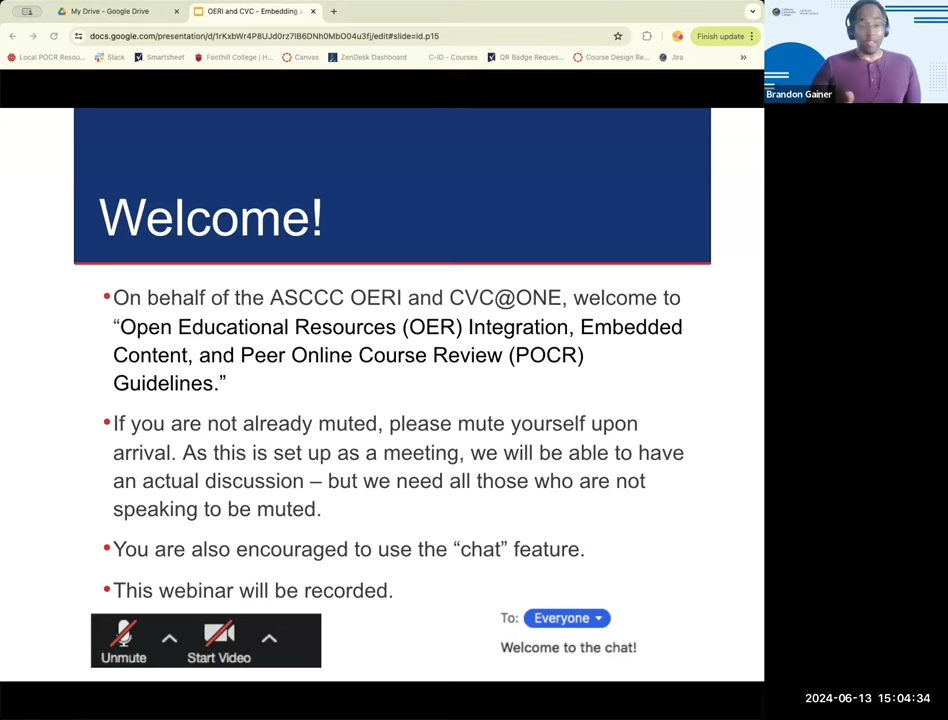 My Drive - Google Drive
OERI and CVC - Embedding a
docs.google.com/presentation/d/1rKxbWr4P8UJd0rz7IB6DNh0MbO04u3fj/edit#slide=id.p15
Finish update
Local POCR Resou...
Slack
Smartsheet
Foothill College | H...
Canvas
ZenDesk Dashboard
C-ID - Courses
QR Badge Reques...
Course Design Re...
Jira
Brandon Gainer
Welcome!
•On behalf of the ASCCC OERI and CVC@ONE, welcome to
“Open Educational Resources (OER) Integration, Embedded
Content, and Peer Online Course Review (POCR)
Guidelines.”
•If you are not already muted, please mute yourself upon
arrival. As this is set up as a meeting, we will be able to have
an actual discussion – but we need all those who are not
speaking to be muted.
•You are also encouraged to use the “chat” feature.
•This webinar will be recorded.
Unmute
Start Video
To: Everyone
Welcome to the chat!
2024-06-13 15:04:34